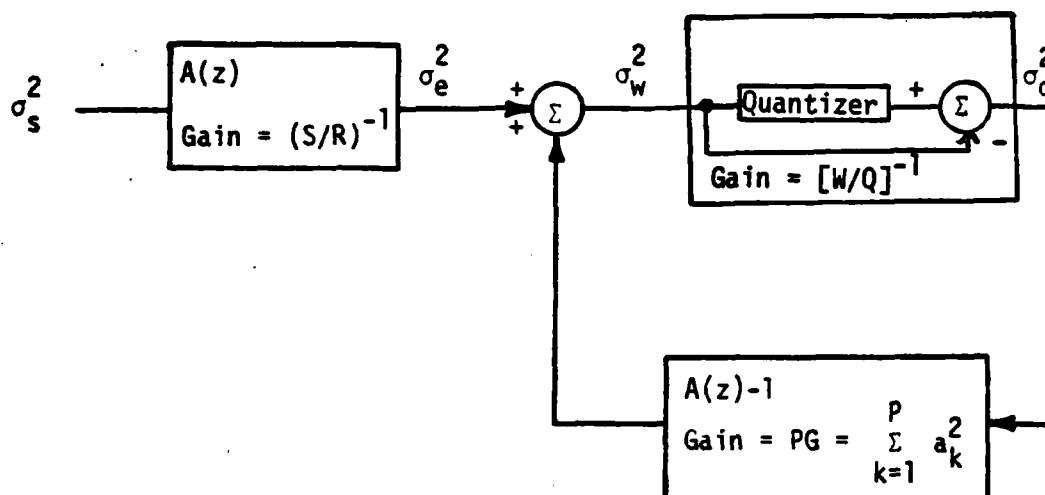 σ_s^2
A(z)
Gain = (S/R)^-1
σ_e^2
+
+
Σ
σ_w^2
Quantizer
+
Σ
-
Gain = [W/Q]^-1
A(z)-1
Gain = PG = Σ_{k=1}^{P} a_k^2